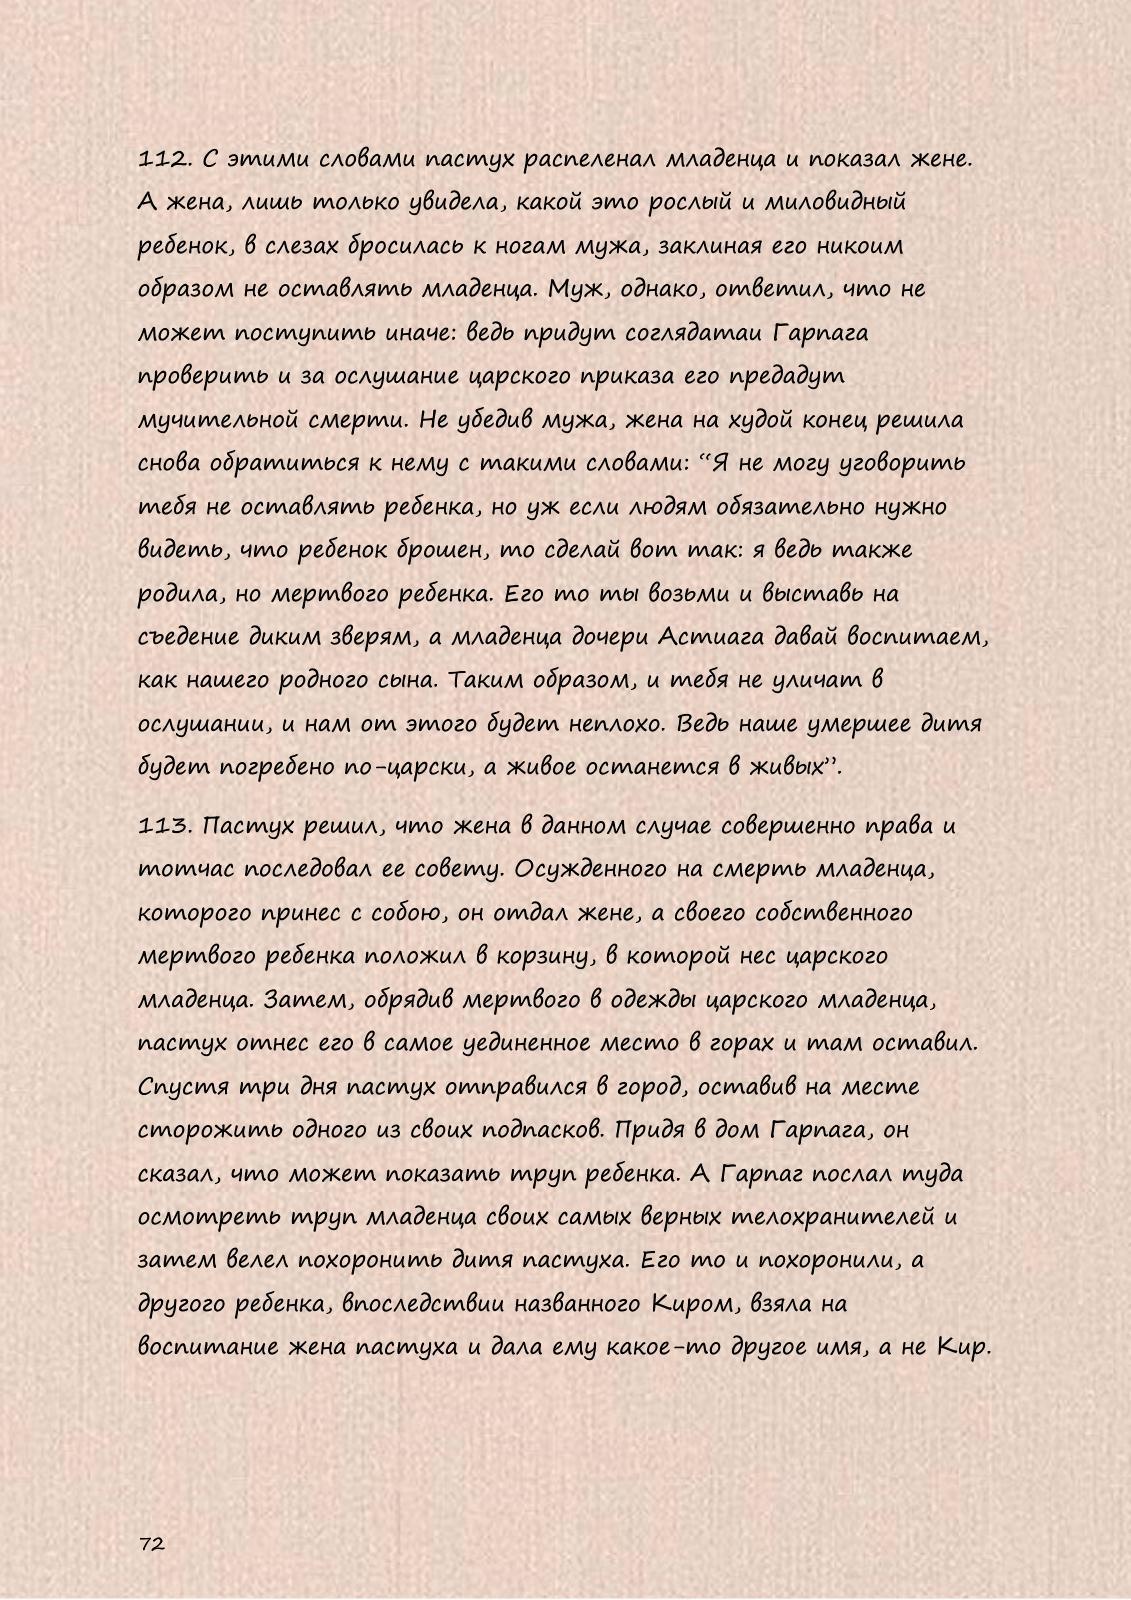 112. С этими словами пастух распеленал младенца и показал жене.
А жена, лишь только увидела, какой это рослый и миловидный
ребенок, в слезах бросилась к ногам мужа, заклиная его никоим
образом не оставлять младенца. Муж, однако, ответил, что не
может поступить иначе: ведь придут соглядатаи Гарпага
проверить и за ослушание царского приказа его предадут
мучительной смерти. Не убедив мужа, жена на худой конец решила
снова обратиться к нему с такими словами: “Я не могу уговорить
тебя не оставлять ребенка, но уж если людям обязательно нужно
видеть, что ребенок брошен, то сделай вот так: я ведь также
родила, но мертвого ребенка. Его то ты возьми и выставь на
съедение диким зверям, а младенца дочери Астиага давай воспитаем,
как нашего родного сына. Таким образом, и тебя не уличат в
ослушании, и нам от этого будет неплохо. Ведь наше умершее дитя
будет погребено по-царски, а живое останется в живых”.
113. Пастух решил, что жена в данном случае совершенно права и
тотчас последовал ее совету. Осужденного на смерть младенца,
которого принес с собою, он отдал жене, а своего собственного
мертвого ребенка положил в корзину, в которой нес царского
младенца. Затем, обрядив мертвого в одежды царского младенца,
пастух отнес его в самое уединенное место в горах и там оставил.
Спустя три дня пастух отправился в город, оставив на месте
сторожить одного из своих подпасков. Придя в дом Гарпага, он
сказал, что может показать труп ребенка. А Гарпаг послал туда
осмотреть труп младенца своих самых верных телохранителей и
затем велел похоронить дитя пастуха. Его то и похоронили, а
другого ребенка, впоследствии названного Киром, взяла на
воспитание жена пастуха и дала ему какое-то другое имя, а не Кир.
72